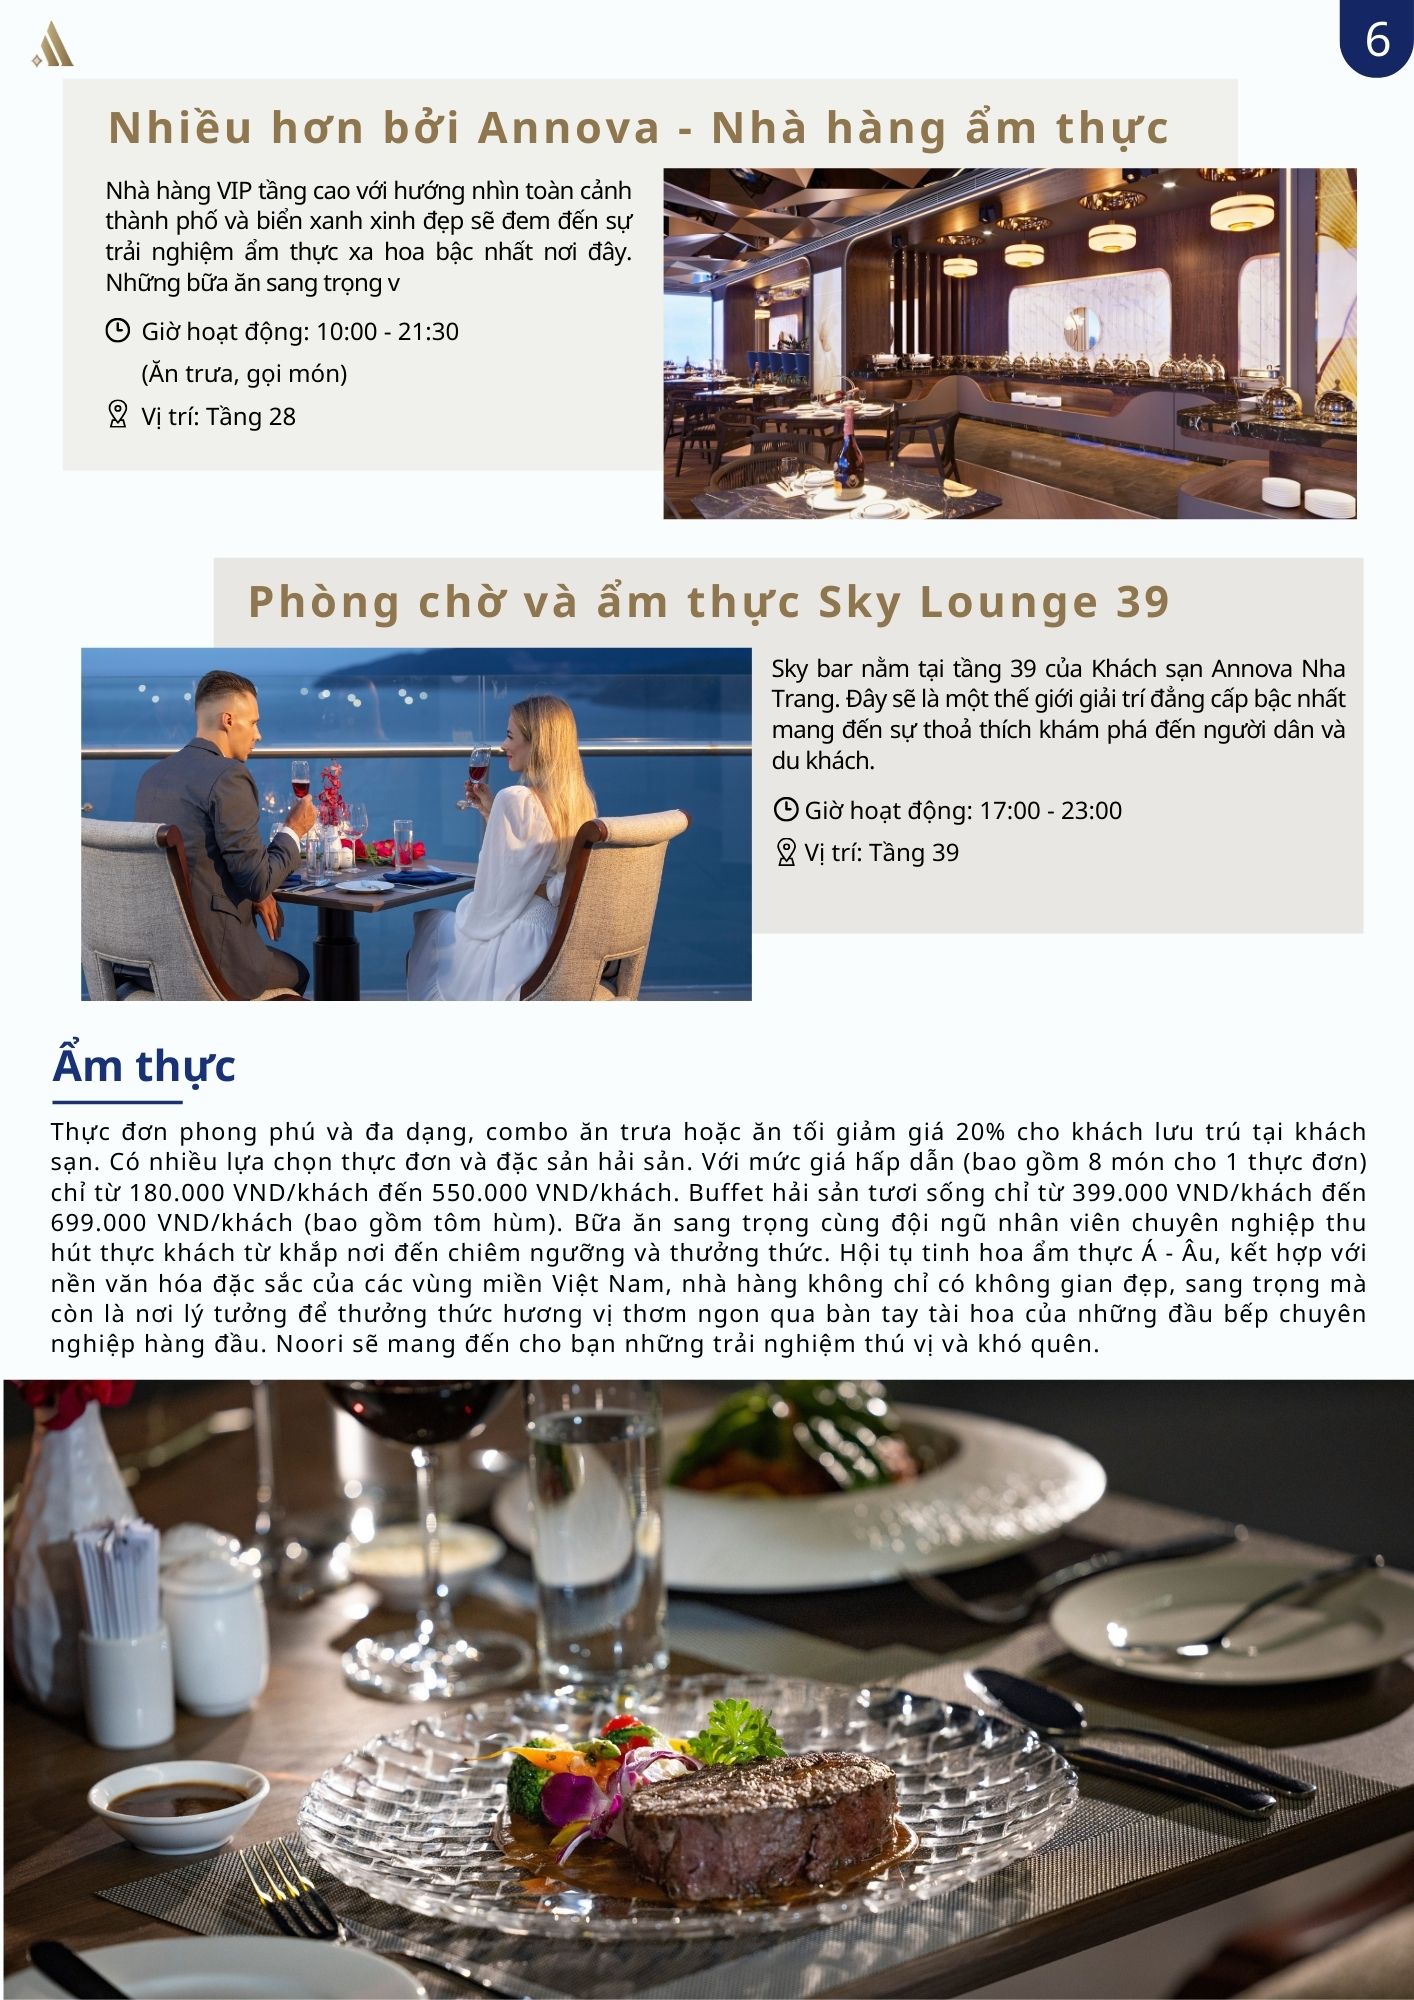 6
Nhiều hơn bởi Annova - Nhà hàng ẩm thực
Nhà hàng VIP tầng cao với hướng nhìn toàn cảnh
thành phố và biển xanh xinh đẹp sẽ đem đến sự
trải nghiệm ẩm thực xa hoa bậc nhất nơi đây.
Những bữa ăn sang trọng v
Giờ hoạt động: 10:00 - 21:30
(Ăn trưa, gọi món)
Vị trí: Tầng 28
Phòng chờ và ẩm thực Sky Lounge 39
Sky bar nằm tại tầng 39 của Khách sạn Annova Nha
Trang. Đây sẽ là một thế giới giải trí đẳng cấp bậc nhất
mang đến sự thoả thích khám phá đến người dân và
du khách.
Giờ hoạt động: 17:00 - 23:00
Vị trí: Tầng 39
Ẩm thực
Thực đơn phong phú và đa dạng, combo ăn trưa hoặc ăn tối giảm giá 20% cho khách lưu trú tại khách
sạn. Có nhiều lựa chọn thực đơn và đặc sản hải sản. Với mức giá hấp dẫn (bao gồm 8 món cho 1 thực đơn)
chỉ từ 180.000 VND/khách đến 550.000 VND/khách. Buffet hải sản tươi sống chỉ từ 399.000 VND/khách đến
699.000 VND/khách (bao gồm tôm hùm). Bữa ăn sang trọng cùng đội ngũ nhân viên chuyên nghiệp thu
hút thực khách từ khắp nơi đến chiêm ngưỡng và thưởng thức. Hội tụ tinh hoa ẩm thực Á - Âu, kết hợp với
nền văn hóa đặc sắc của các vùng miền Việt Nam, nhà hàng không chỉ có không gian đẹp, sang trọng mà
còn là nơi lý tưởng để thưởng thức hương vị thơm ngon qua bàn tay tài hoa của những đầu bếp chuyên
nghiệp hàng đầu. Noori sẽ mang đến cho bạn những trải nghiệm thú vị và khó quên.